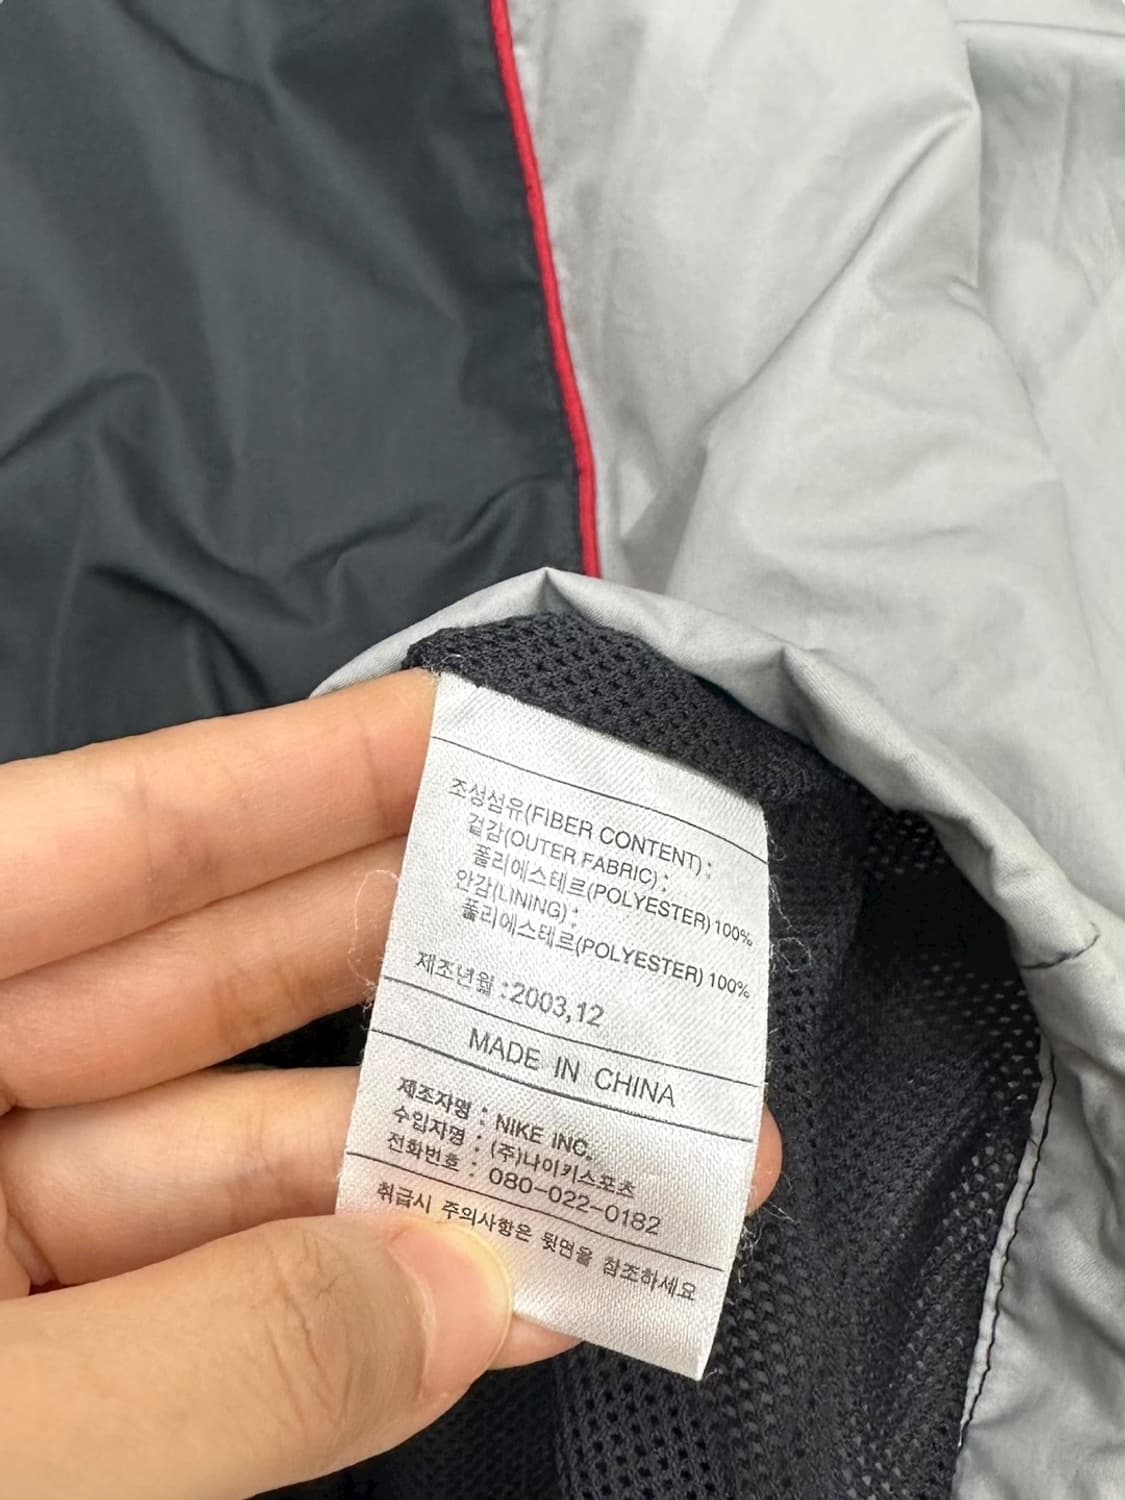 조성섬유(FIBER CONTENT):
겉감(OUTER FABRIC):
폴리에스테르(POLYESTER) 100%
안감(LINING):
폴리에스테르(POLYESTER) 100%
제조년월 :2003,12
MADE IN CHINA
제조자명 : NIKE INC.
수입자명 : (주)나이키스포츠
전화번호 : 080-022-0182
취급시 주의사항은 뒷면을 참조하세요